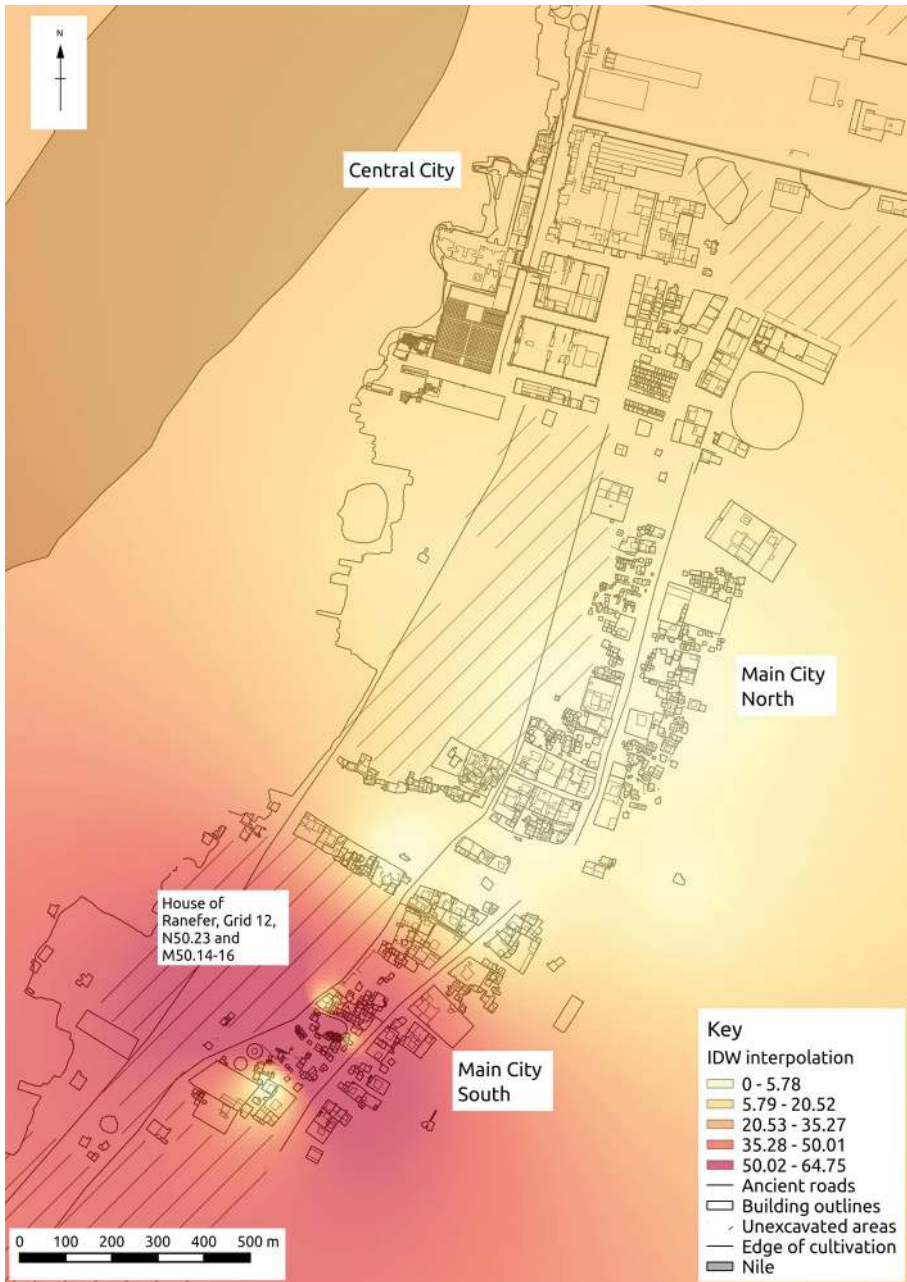 N
Central City
Main City
North
House of
Ranefer, Grid 12,
N50.23 and
M50.14-16
Main City
South
Key
IDW interpolation
0 - 5.78
5.79 - 20.52
20.53 - 35.27
35.28 - 50.01
50.02 - 64.75
Ancient roads
Building outlines
Unexcavated areas
Edge of cultivation
Nile
0 100 200 300 400 500 m